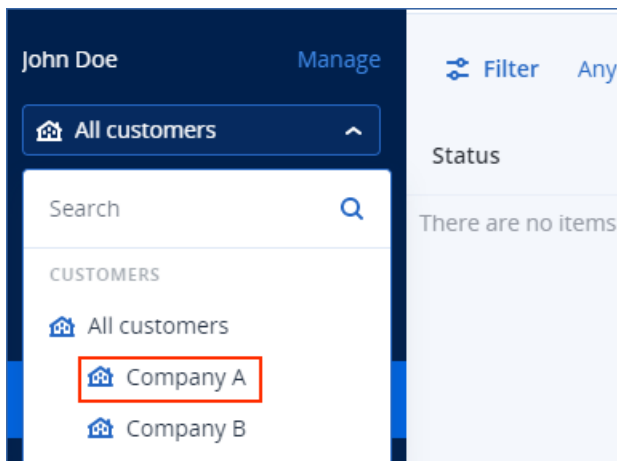 John Doe Manage
All customers
Search
CUSTOMERS
All customers
Company A
Company B
Filter Any
Status
There are no items